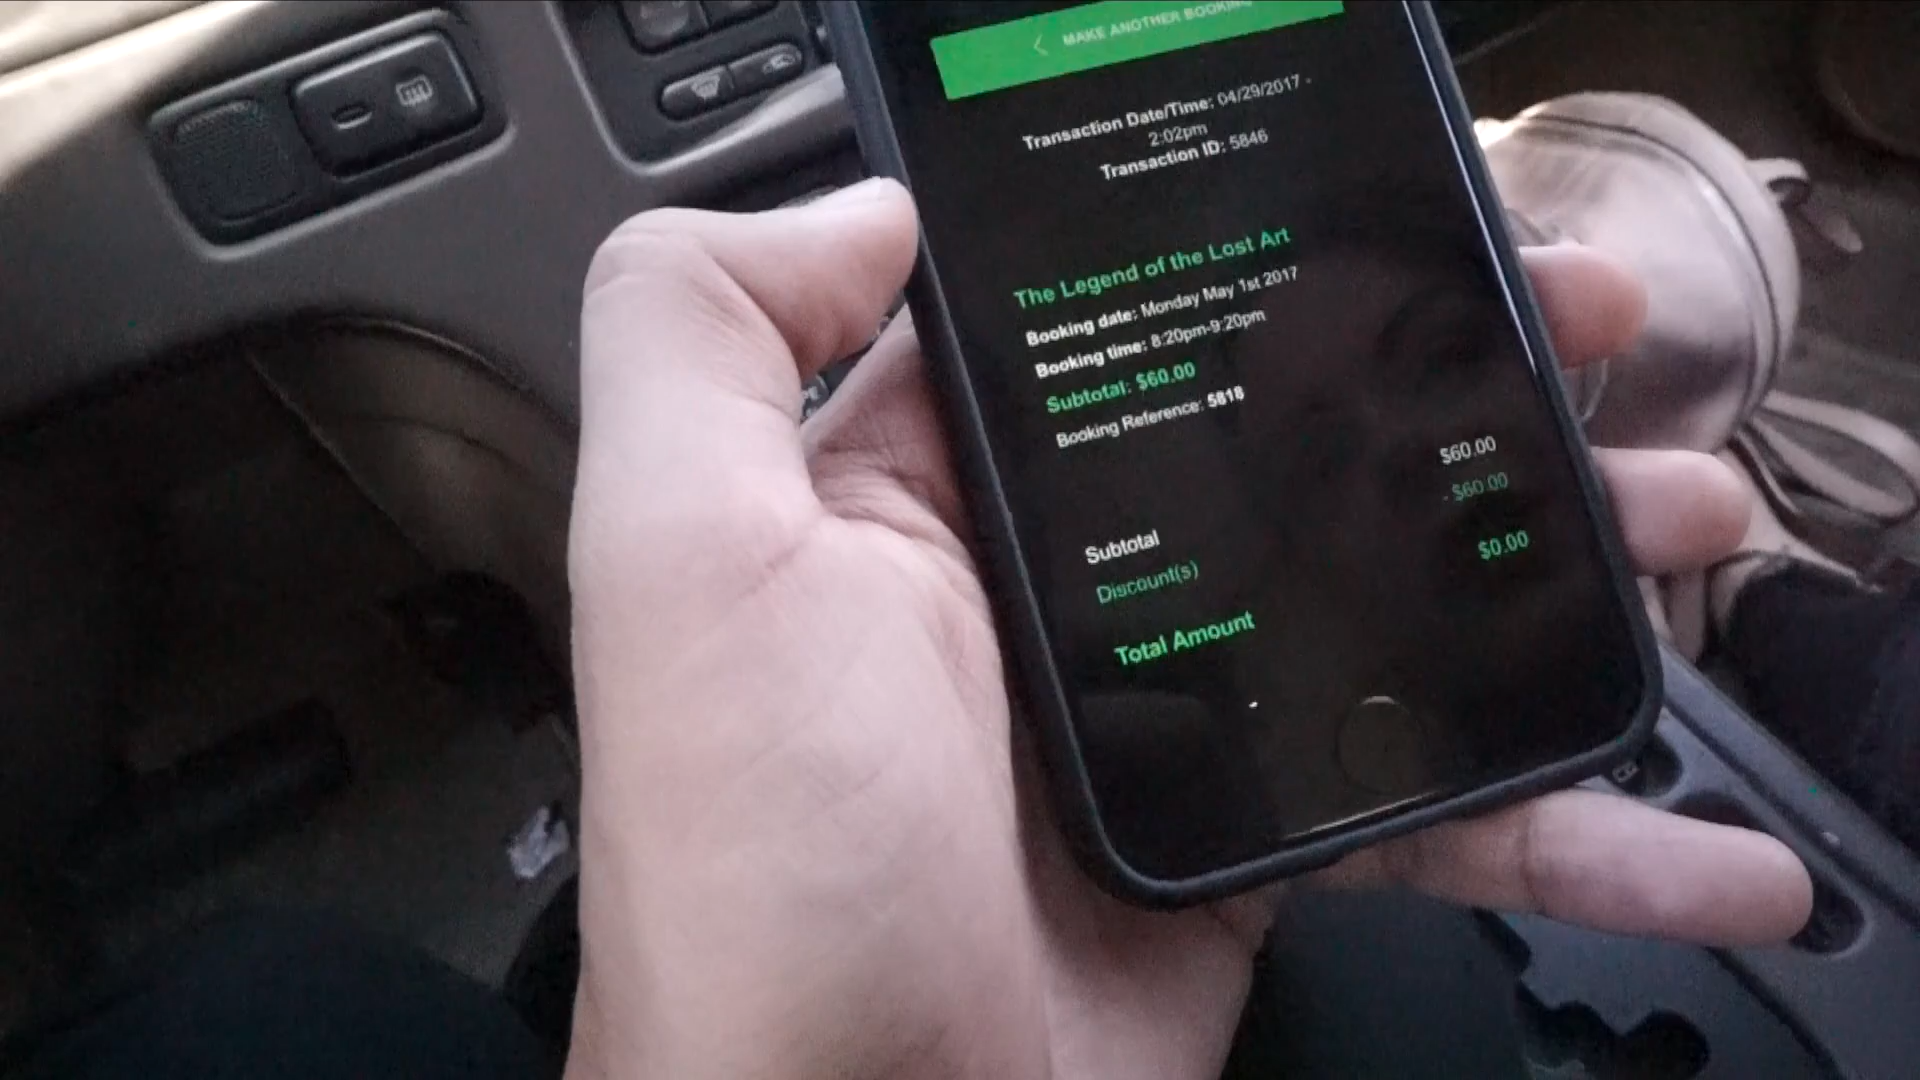 MAKE ANOTHER BOOKING
Transaction Date/Time: 04/29/2017 -
2:02pm
Transaction ID: 5846
The Legend of the Lost Art
Booking date: Monday May 1st 2017
Booking time: 8:20pm-9:20pm
Subtotal: $60.00
Booking Reference: 5818
Subtotal $60.00
Discount(s) - $60.00
Total Amount $0.00